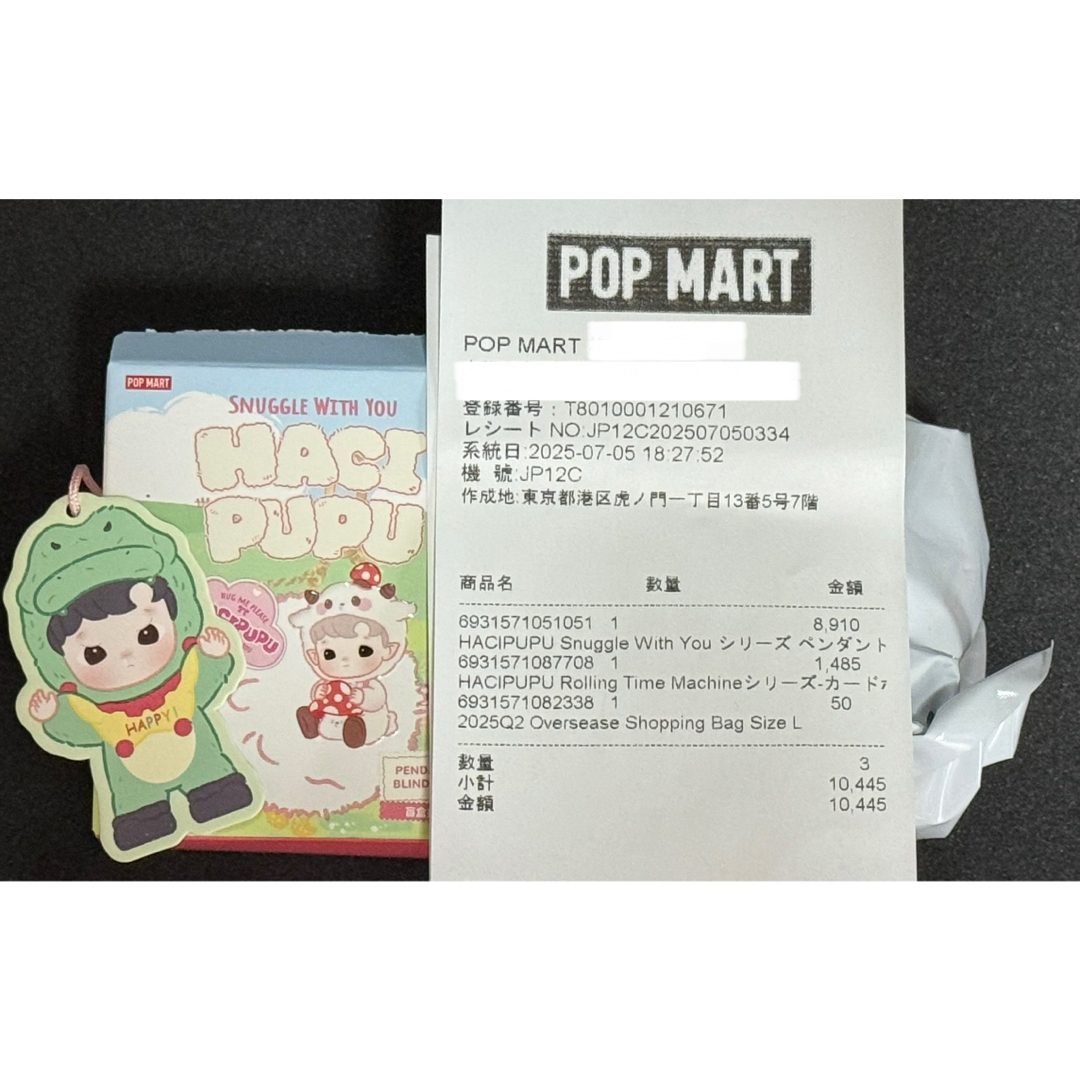 POP MART
SNUGGLE WITH YOU
HACI
PUPU
HUG ME PLEASE
HAPPY!
PEND
BLIND
盲盒
POP MART
POP MART
登録番号：T8010001210671
レシート NO:JP12C202507050334
系統日:2025-07-05 18:27:52
機 號:JP12C
作成地:東京都港区虎ノ門一丁目13番5号7階
商品名 数量 金額
6931571051051 1 8,910
HACIPUPU Snuggle With You シリーズ ペンダント
6931571087708 1 1,485
HACIPUPU Rolling Time Machineシリーズ-カード
6931571082338 1 50
2025Q2 Oversease Shopping Bag Size L
数量 3
小計 10,445
金額 10,445